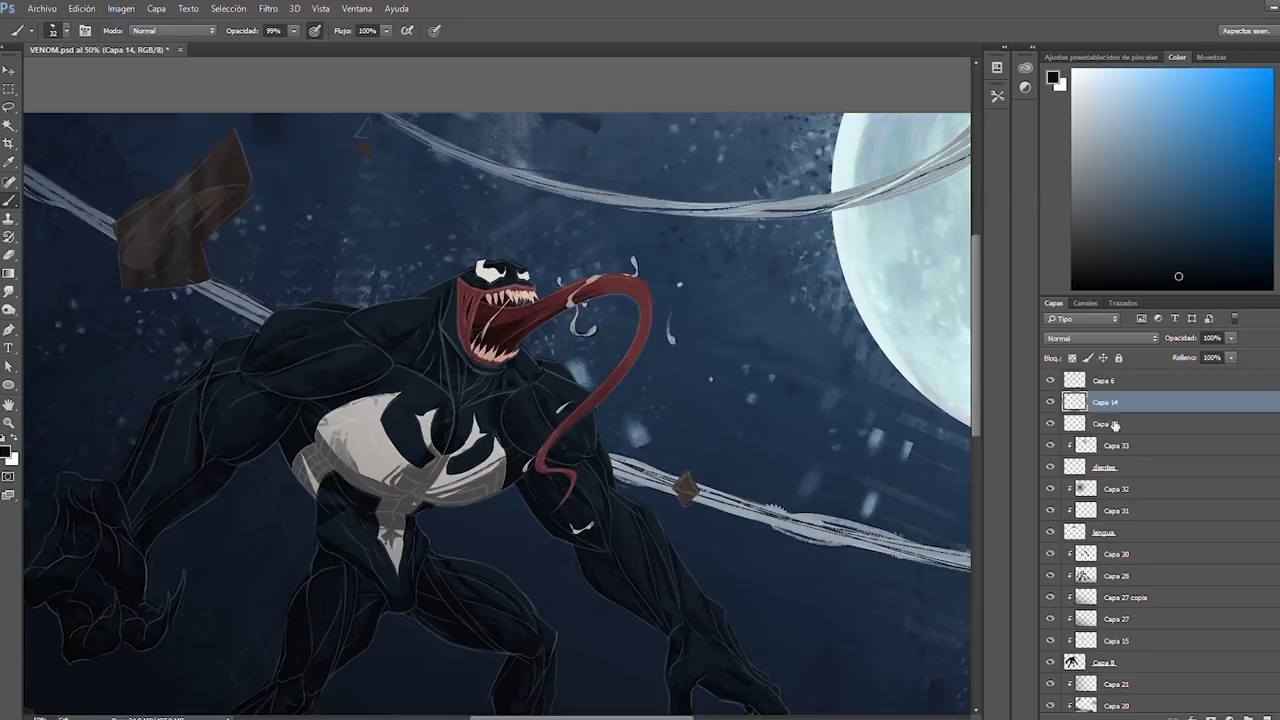 Ps Archivo Edición Imagen Capa Texto Selección Filtro 3D Vista Ventana Ayuda
32 Modo: Normal Opacidad: 99% Flujo: 100% Aspectos esen.
VENOM.psd al 50% (Capa 14, RGB/8) * ×
Ajustes preestablecidos de pinceles Color Muestras
Capas Canales Trazados
Tipo
Normal Opacidad: 100%
Bloq.: Relleno: 100%
Capa 6
Capa 14
Capa
Capa 33
dientes
Capa 32
Capa 31
lengua
Capa 30
Capa 28
Capa 27 copia
Capa 27
Capa 15
Capa 8
Capa 21
Capa 20